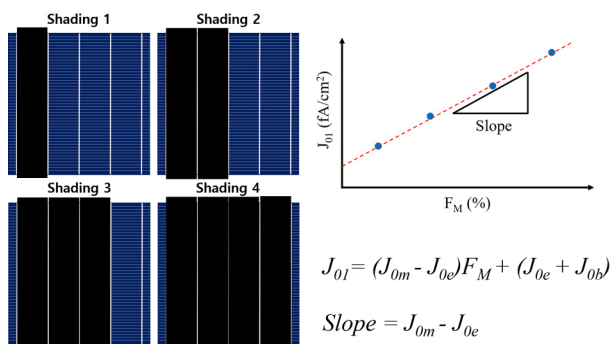 Shading 1
Shading 2
Shading 3
Shading 4
J01 (fA/cm²)
Slope
FM (%)
J01= (J0m - J0e)FM + (J0e + J0b)
Slope = J0m - J0e